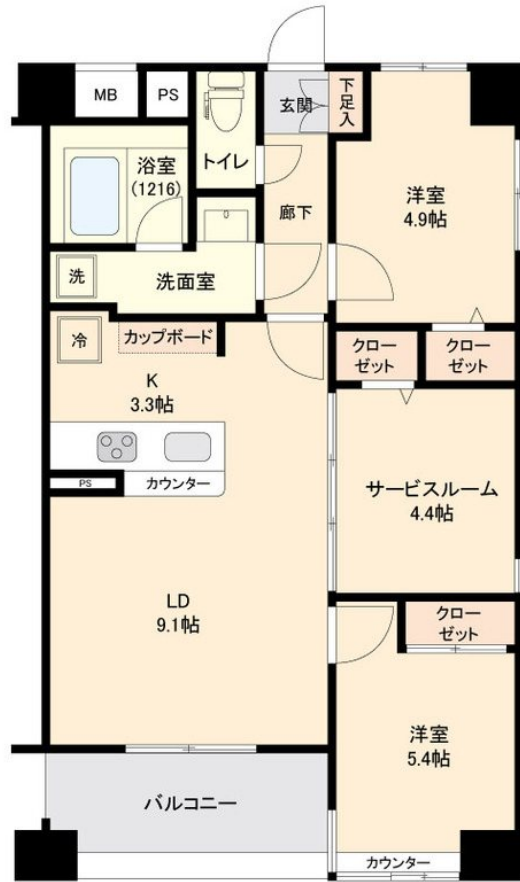 MB
PS
トイレ
玄関
下足入
浴室
(1216)
廊下
洋室
4.9帖
洗
洗面室
冷
カップボード
クロー
ゼット
クロー
ゼット
K
3.3帖
PS
カウンター
サービスルーム
4.4帖
LD
9.1帖
クロー
ゼット
洋室
5.4帖
バルコニー
カウンター